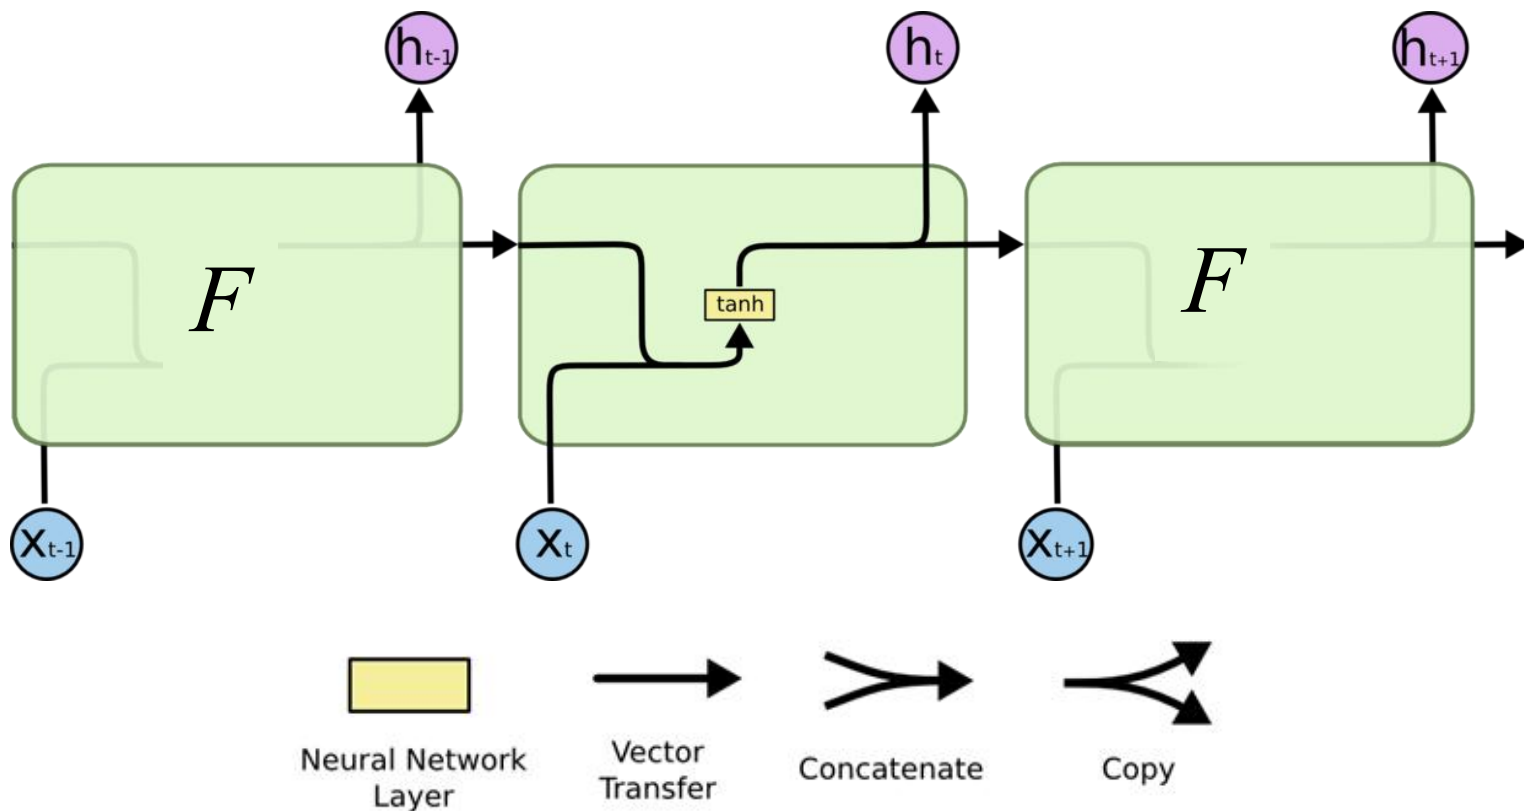 ht-1
ht
ht+1
F
tanh
F
xt-1
xt
xt+1
Neural Network
Layer
Vector
Transfer
Concatenate
Copy